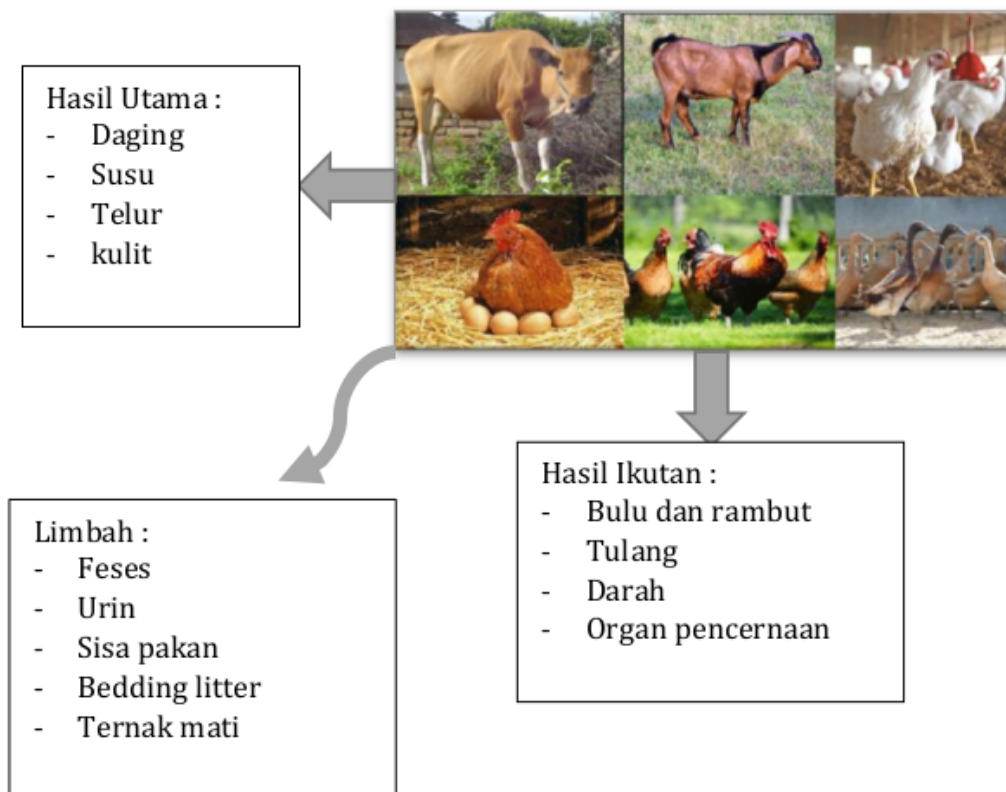 Hasil Utama :
- Daging
- Susu
- Telur
- kulit
Limbah :
- Feses
- Urin
- Sisa pakan
- Bedding litter
- Ternak mati
Hasil Ikutan :
- Bulu dan rambut
- Tulang
- Darah
- Organ pencernaan